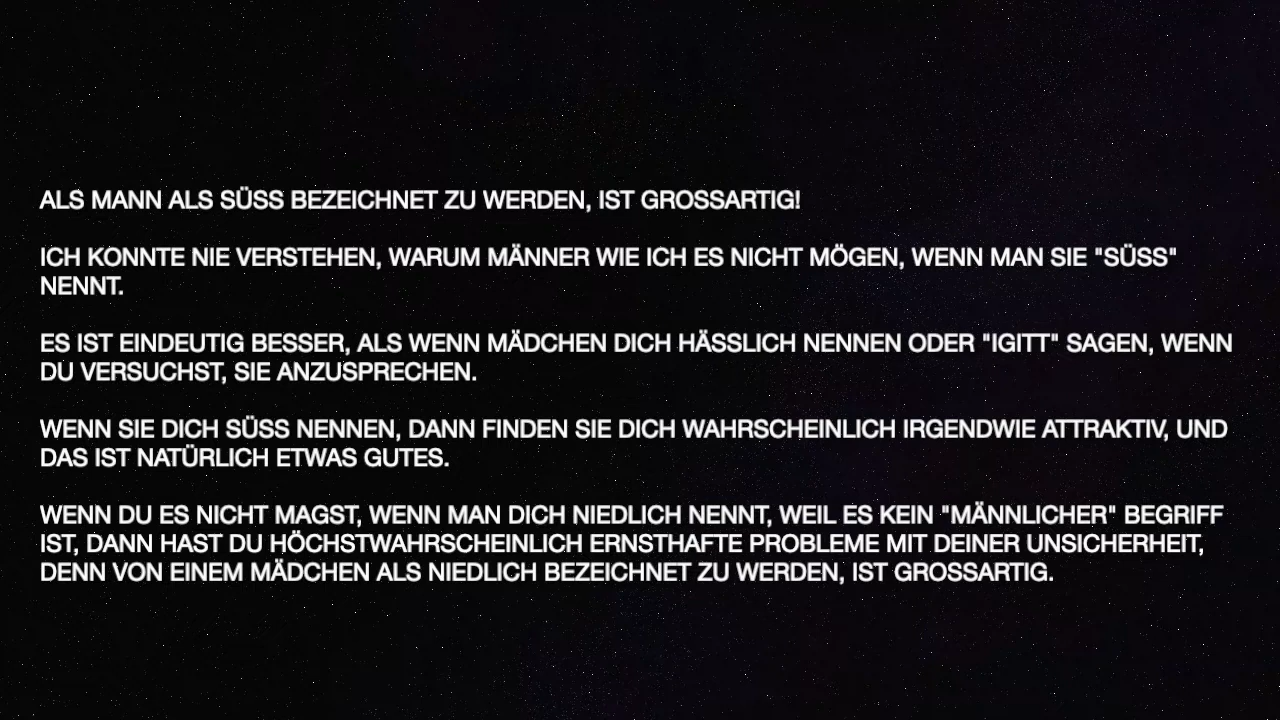 ALS MANN ALS SÜSS BEZEICHNET ZU WERDEN, IST GROSSARTIG!
ICH KONNTE NIE VERSTEHEN, WARUM MÄNNER WIE ICH ES NICHT MÖGEN, WENN MAN SIE "SÜSS"
NENNT.
ES IST EINDEUTIG BESSER, ALS WENN MÄDCHEN DICH HÄSSLICH NENNEN ODER "IGITT" SAGEN, WENN
DU VERSUCHST, SIE ANZUSPRECHEN.
WENN SIE DICH SÜSS NENNEN, DANN FINDEN SIE DICH WAHRSCHEINLICH IRGENDWIE ATTRAKTIV, UND
DAS IST NATÜRLICH ETWAS GUTES.
WENN DU ES NICHT MAGST, WENN MAN DICH NIEDLICH NENNT, WEIL ES KEIN "MÄNNLICHER" BEGRIFF
IST, DANN HAST DU HÖCHSTWAHRSCHEINLICH ERNSTHAFTE PROBLEME MIT DEINER UNSICHERHEIT,
DENN VON EINEM MÄDCHEN ALS NIEDLICH BEZEICHNET ZU WERDEN, IST GROSSARTIG.